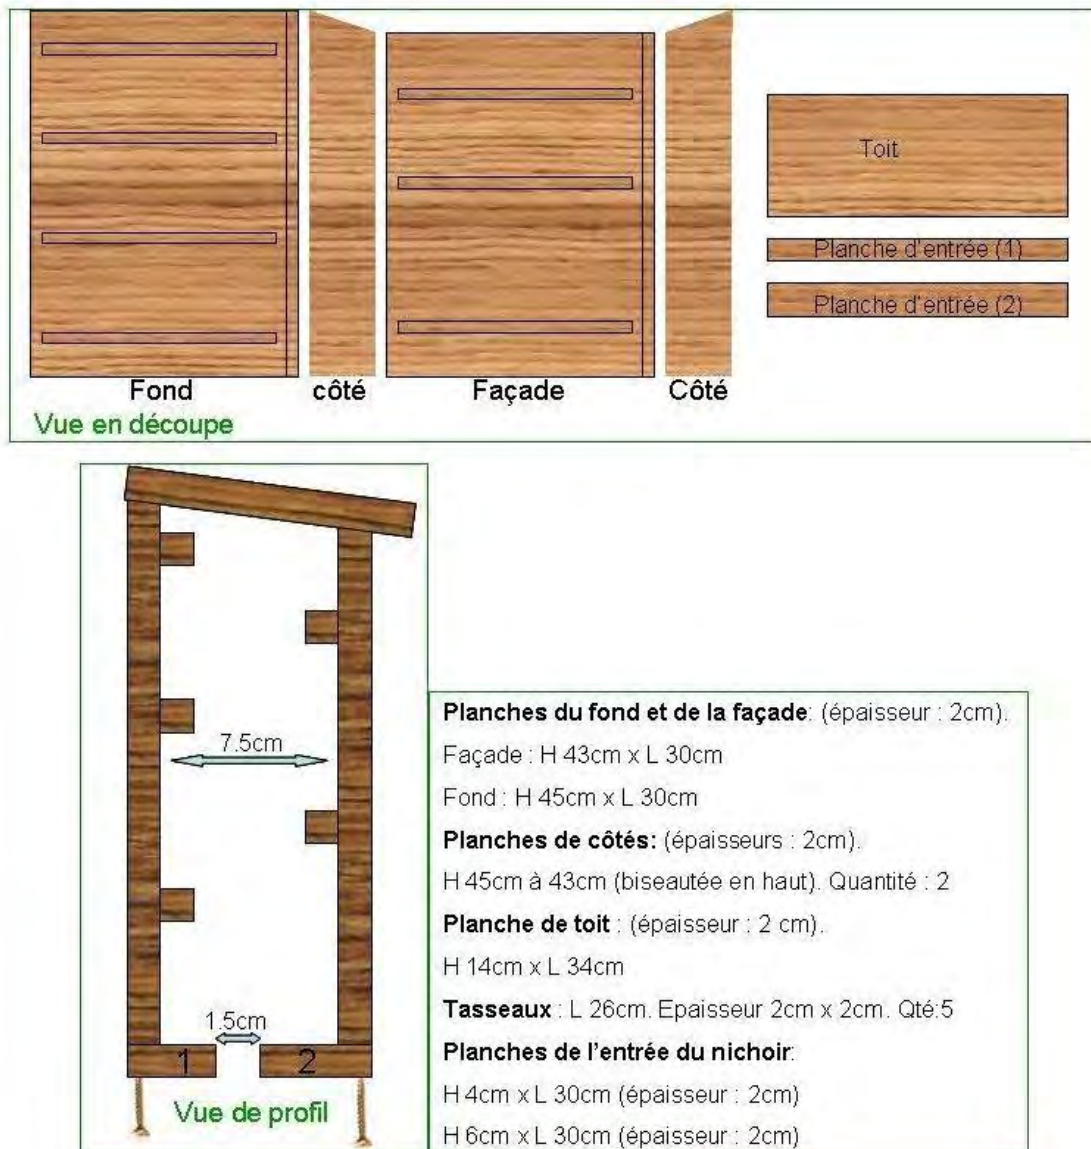 Toit
Planche d'entrée (1)
Planche d'entrée (2)
Fond côté Façade Côté
Vue en découpe
7.5cm
1.5cm
1 2
Vue de profil
Planches du fond et de la façade: (épaisseur : 2cm).
Façade : H 43cm x L 30cm
Fond : H 45cm x L 30cm
Planches de côtés: (épaisseurs : 2cm).
H 45cm à 43cm (biseautée en haut). Quantité : 2
Planche de toit : (épaisseur : 2 cm).
H 14cm x L 34cm
Tasseaux : L 26cm. Epaisseur 2cm x 2cm. Qté:5
Planches de l'entrée du nichoir:
H 4cm x L 30cm (épaisseur : 2cm)
H 6cm x L 30cm (épaisseur : 2cm)